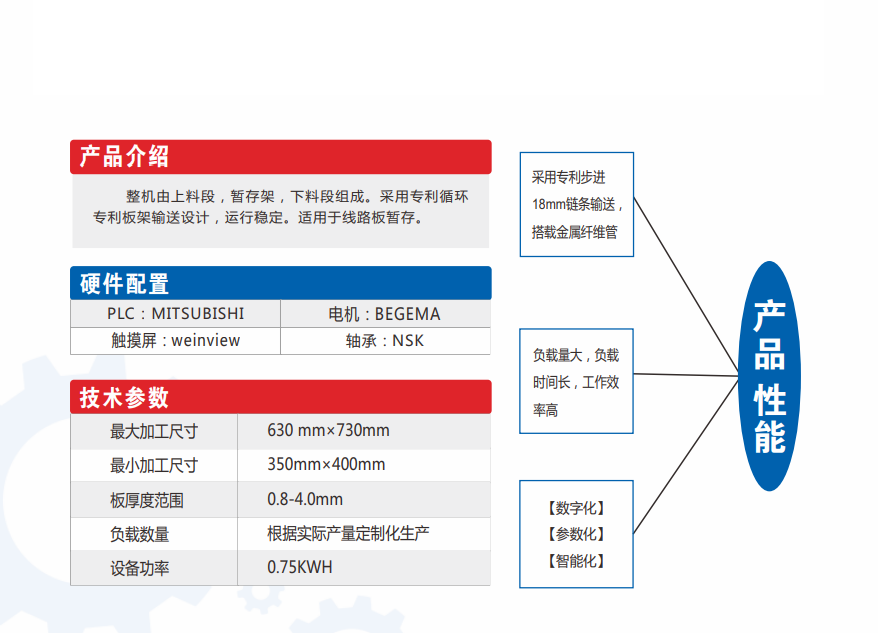 产品介绍
整机由上料段，暂存架，下料段组成。采用专利循环
专利板架输送设计，运行稳定。适用于线路板暂存。
硬件配置
PLC：MITSUBISHI 电机：BEGEMA
触摸屏：weinview 轴承：NSK
技术参数
最大加工尺寸 630 mm×730mm
最小加工尺寸 350mm×400mm
板厚度范围 0.8-4.0mm
负载数量 根据实际产量定制化生产
设备功率 0.75KWH
采用专利步进
18mm链条输送，
搭载金属纤维管
负载量大，负载
时间长，工作效
率高
【数字化】
【参数化】
【智能化】
产品性能